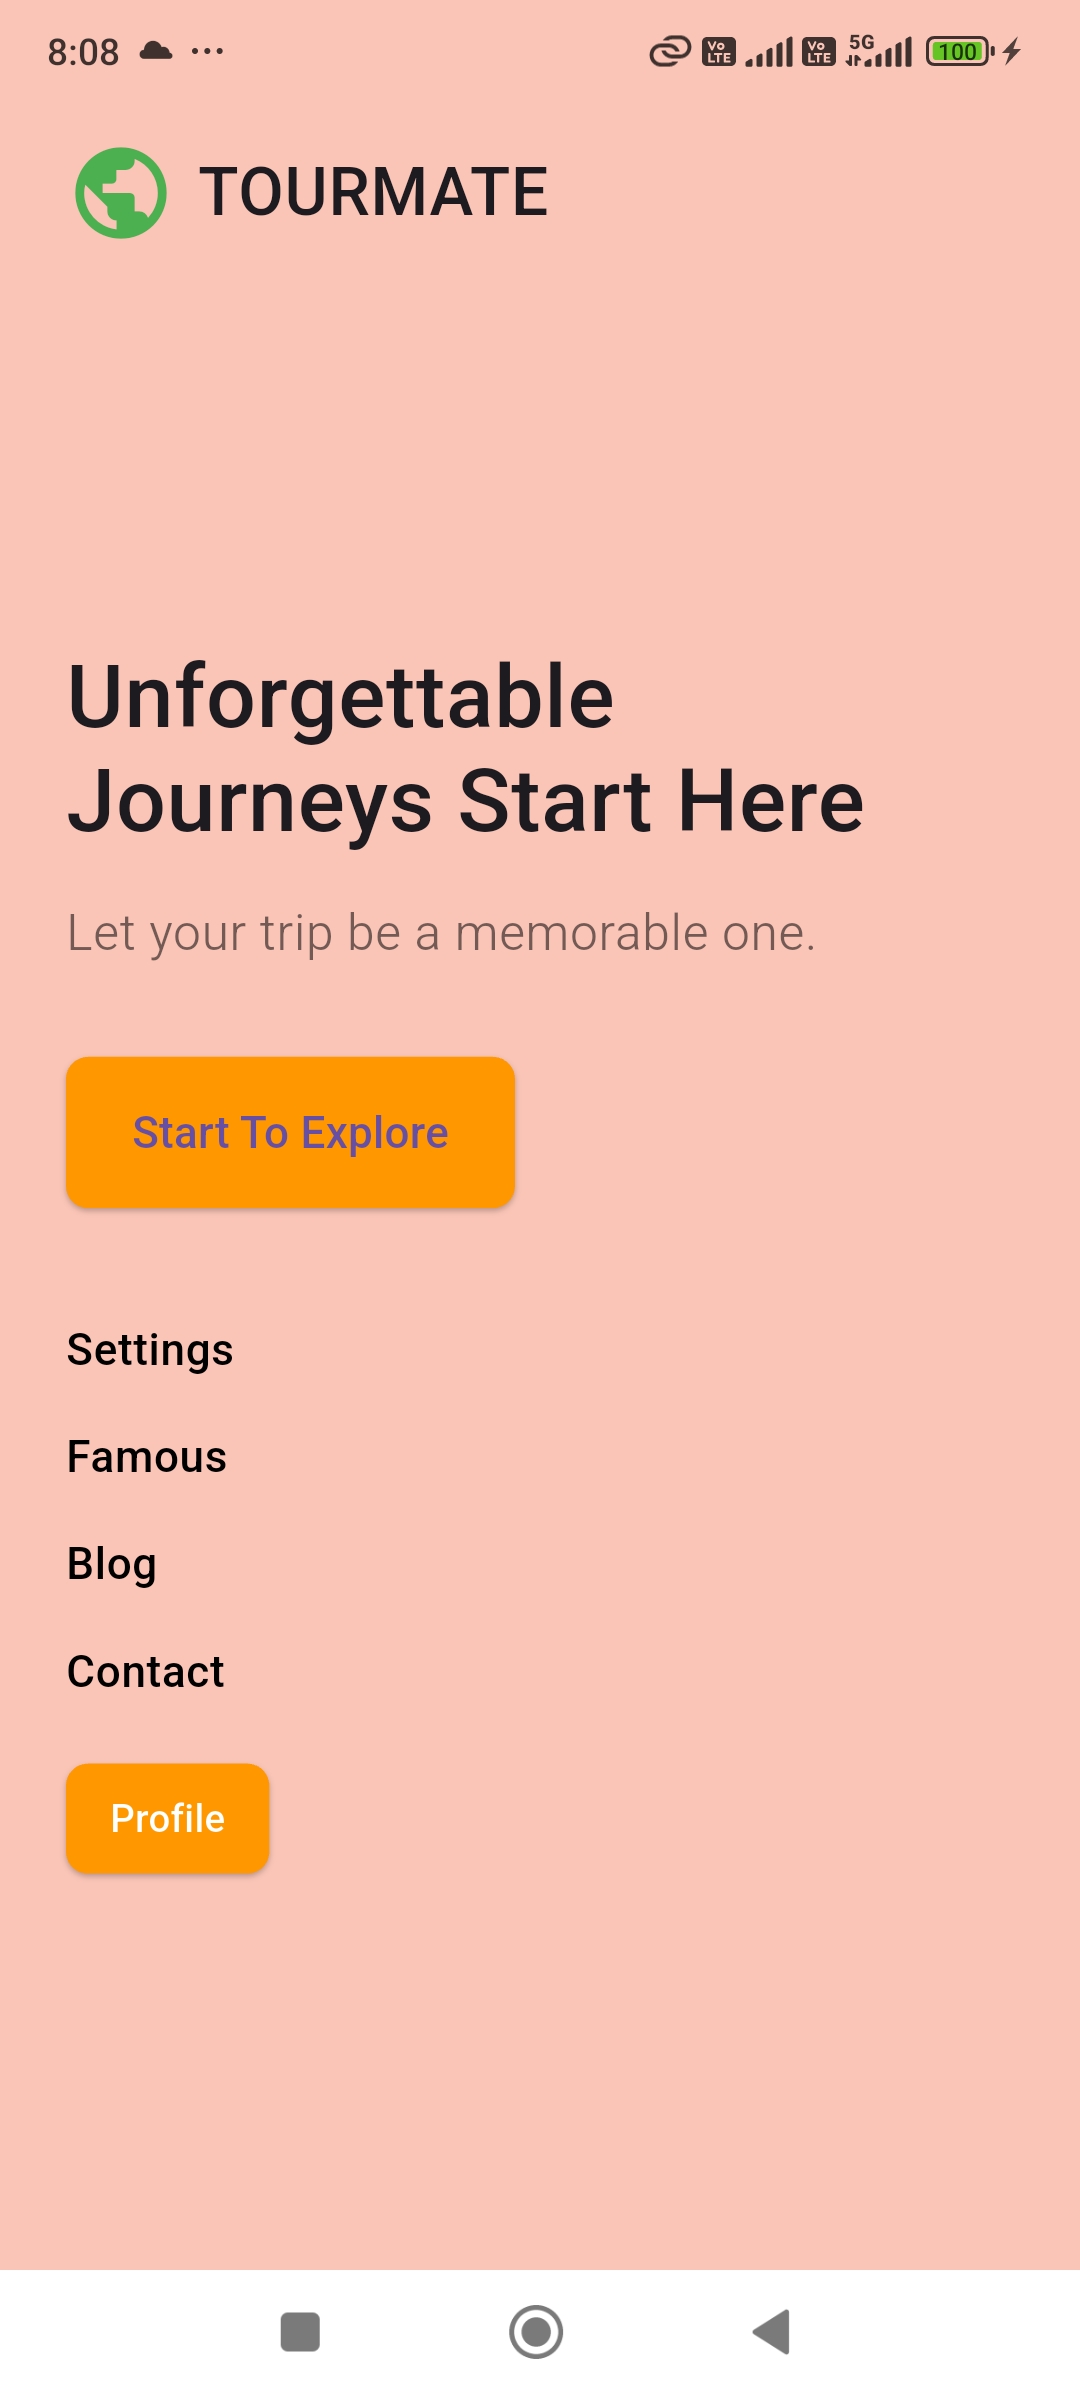 8:08
Vo LTE Vo LTE 5G 100
TOURMATE
Unforgettable
Journeys Start Here
Let your trip be a memorable one.
Start To Explore
Settings
Famous
Blog
Contact
Profile